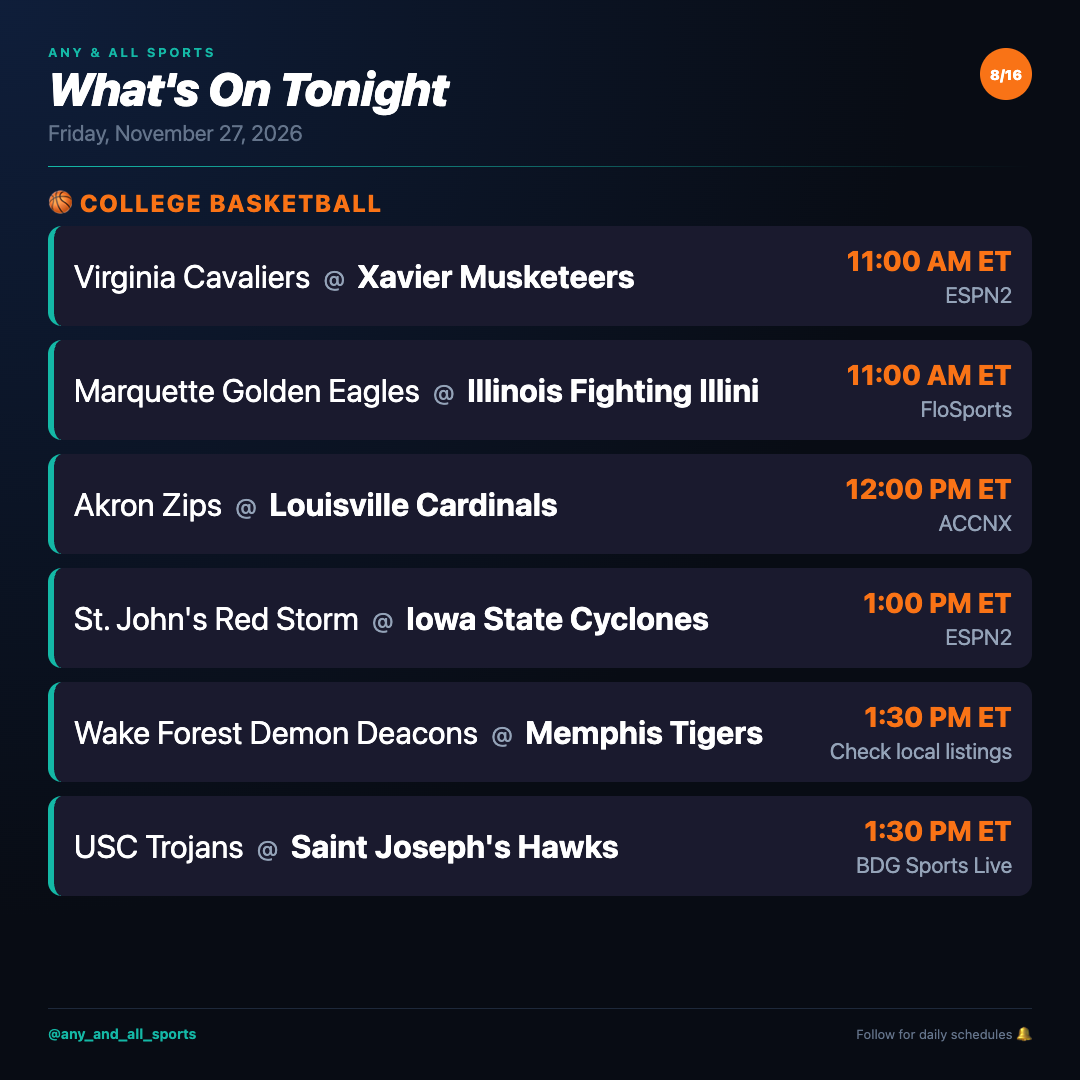 ANY & ALL SPORTS
What's On Tonight
8/16
Friday, November 27, 2026
🏀 COLLEGE BASKETBALL
Virginia Cavaliers @ Xavier Musketeers
11:00 AM ET
ESPN2
Marquette Golden Eagles @ Illinois Fighting Illini
11:00 AM ET
FloSports
Akron Zips @ Louisville Cardinals
12:00 PM ET
ACCNX
St. John's Red Storm @ Iowa State Cyclones
1:00 PM ET
ESPN2
Wake Forest Demon Deacons @ Memphis Tigers
1:30 PM ET
Check local listings
USC Trojans @ Saint Joseph's Hawks
1:30 PM ET
BDG Sports Live
@any_and_all_sports
Follow for daily schedules 🔔